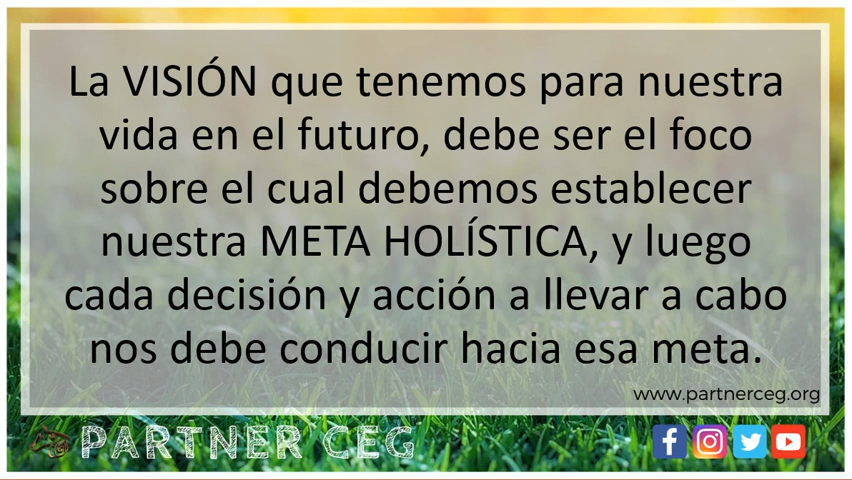 La VISIÓN que tenemos para nuestra
vida en el futuro, debe ser el foco
sobre el cual debemos establecer
nuestra META HOLÍSTICA, y luego
cada decisión y acción a llevar a cabo
nos debe conducir hacia esa meta.
www.partnerceg.org
PARTNER CEG